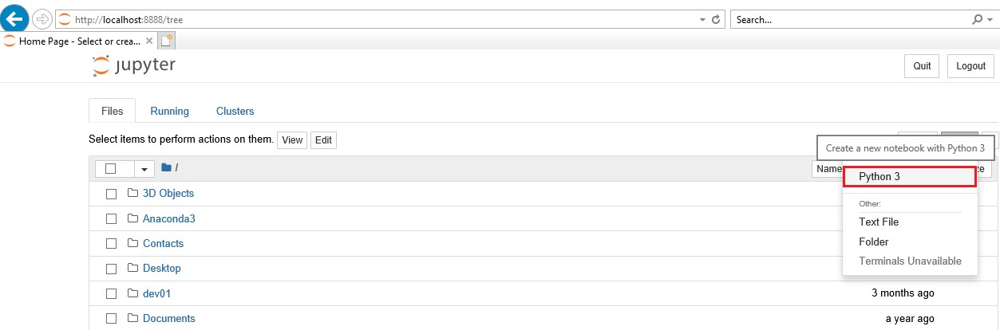 http://localhost:8888/tree
Search...
Home Page - Select or crea...
jupyter
Quit
Logout
Files
Running
Clusters
Select items to perform actions on them.
View
Edit
Create a new notebook with Python 3
/
Name
ze
Python 3
3D Objects
Other:
Anaconda3
Text File
Contacts
Folder
Desktop
Terminals Unavailable
dev01
3 months ago
Documents
a year ago